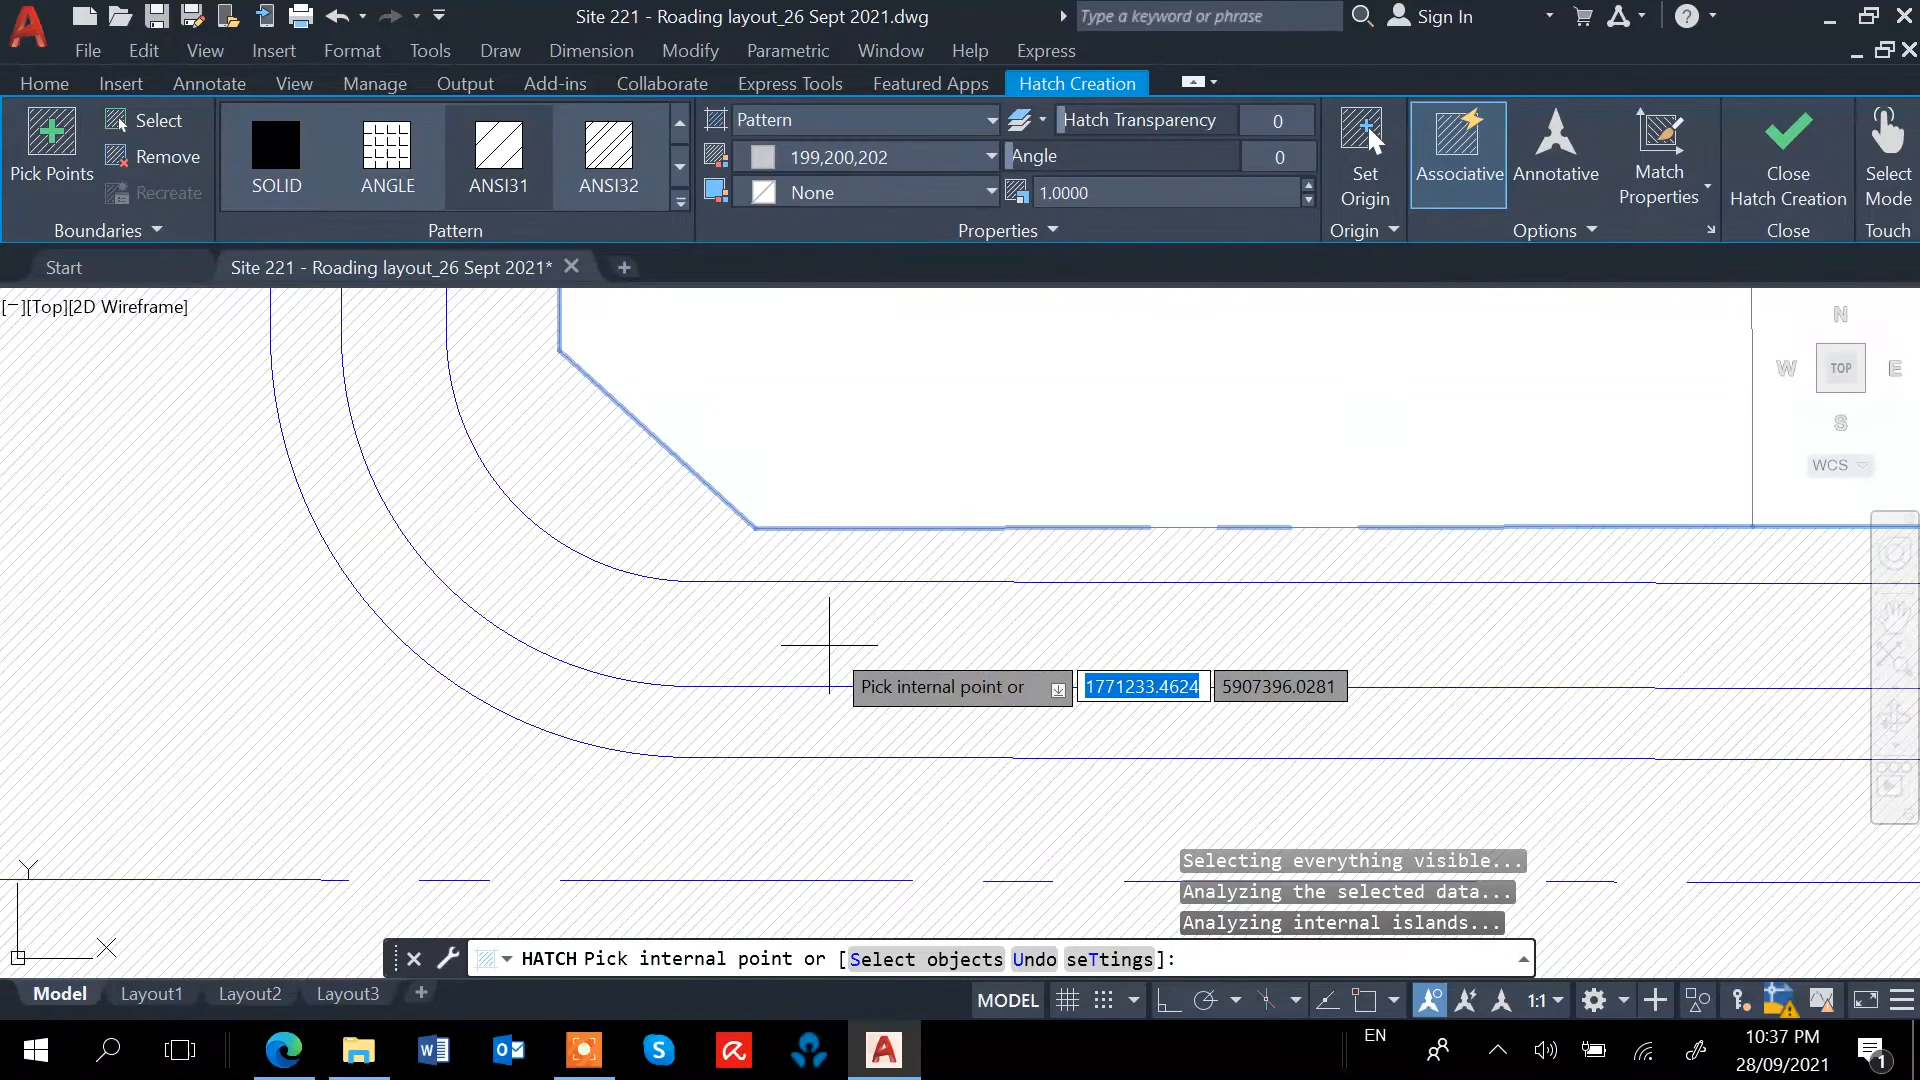 Site 221 - Roading layout_26 Sept 2021.dwg
Type a keyword or phrase
Sign In
File Edit View Insert Format Tools Draw Dimension Modify Parametric Window Help Express
Home Insert Annotate View Manage Output Add-ins Collaborate Express Tools Featured Apps Hatch Creation
Pick Points
Select
Remove
Recreate
Boundaries
SOLID
ANGLE
ANSI31
ANSI32
Pattern
Pattern
199,200,202
None
Hatch Transparency 0
Angle 0
1.0000
Properties
Set
Origin
Origin
Associative
Annotative
Match
Properties
Options
Close
Hatch Creation
Close
Select
Mode
Touch
Start
Site 221 - Roading layout_26 Sept 2021*
[−][Top][2D Wireframe]
N
W TOP E
S
WCS
Pick internal point or 1771233.4624 5907396.0281
Selecting everything visible...
Analyzing the selected data...
Analyzing internal islands...
Y
X
HATCH Pick internal point or [Select objects Undo seTtings]:
Model Layout1 Layout2 Layout3
MODEL 1:1
EN
10:37 PM
28/09/2021
1